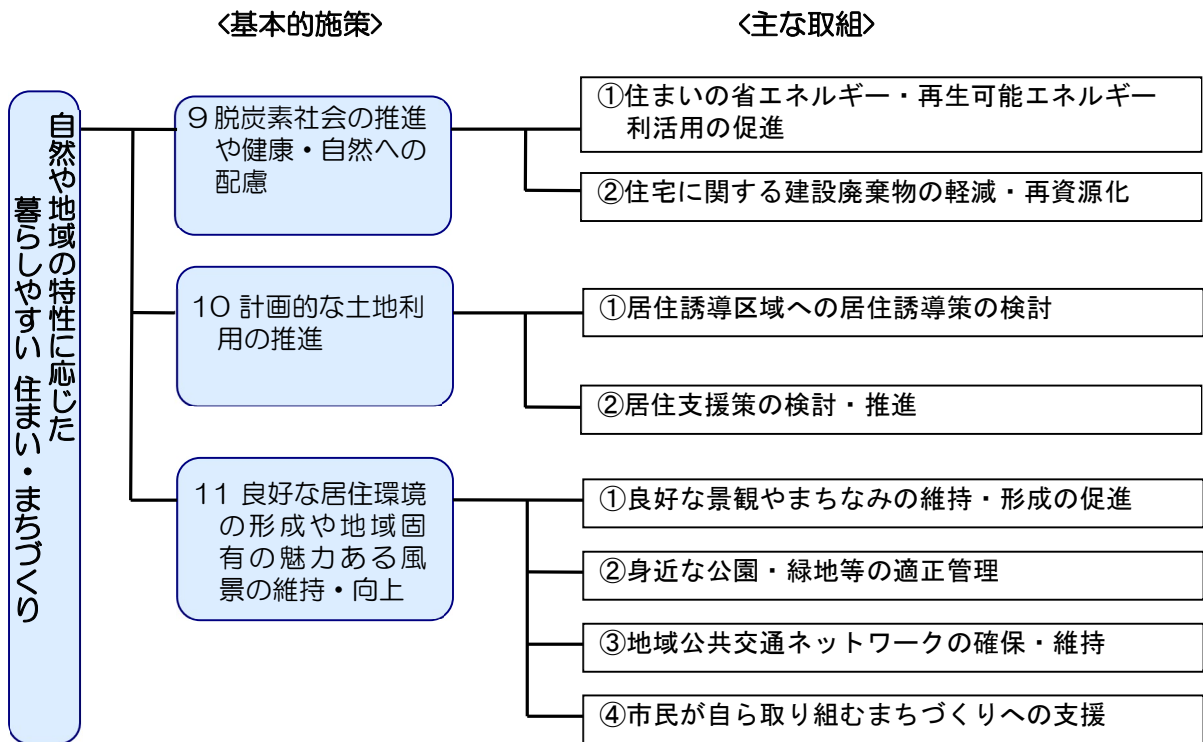 <基本的施策>
<主な取組>
自然や地域の特性に応じた
暮らしやすい 住まい・まちづくり
9 脱炭素社会の推進
や健康・自然への
配慮
①住まいの省エネルギー・再生可能エネルギー
利活用の促進
②住宅に関する建設廃棄物の軽減・再資源化
10 計画的な土地利
用の推進
①居住誘導区域への居住誘導策の検討
②居住支援策の検討・推進
11 良好な居住環境
の形成や地域固
有の魅力ある風
景の維持・向上
①良好な景観やまちなみの維持・形成の促進
②身近な公園・緑地等の適正管理
③地域公共交通ネットワークの確保・維持
④市民が自ら取り組むまちづくりへの支援